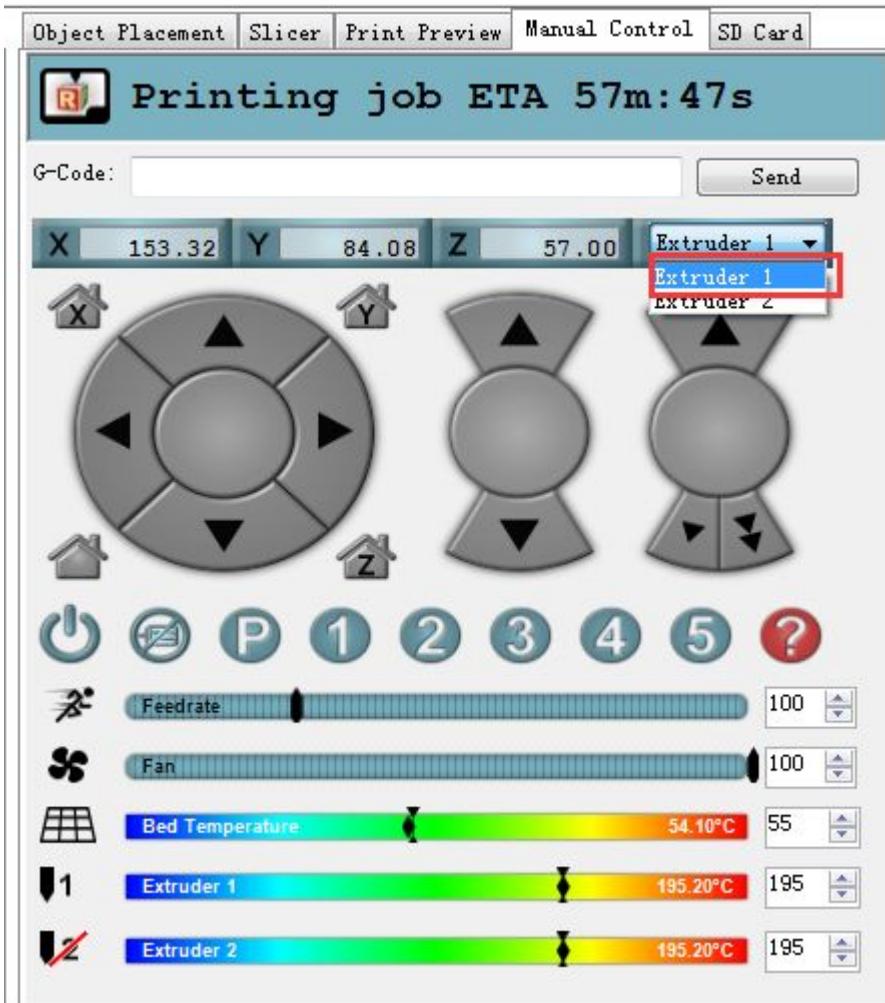 Object Placement Slicer Print Preview Manual Control SD Card
R Printing job ETA 57m:47s
G-Code: Send
X 153.32 Y 84.08 Z 57.00 Extruder 1
Extruder 1
Extruder 2
X Y
Z
P 1 2 3 4 5 ?
Feedrate 100
Fan 100
Bed Temperature 54.10°C 55
1 Extruder 1 195.20°C 195
2 Extruder 2 195.20°C 195